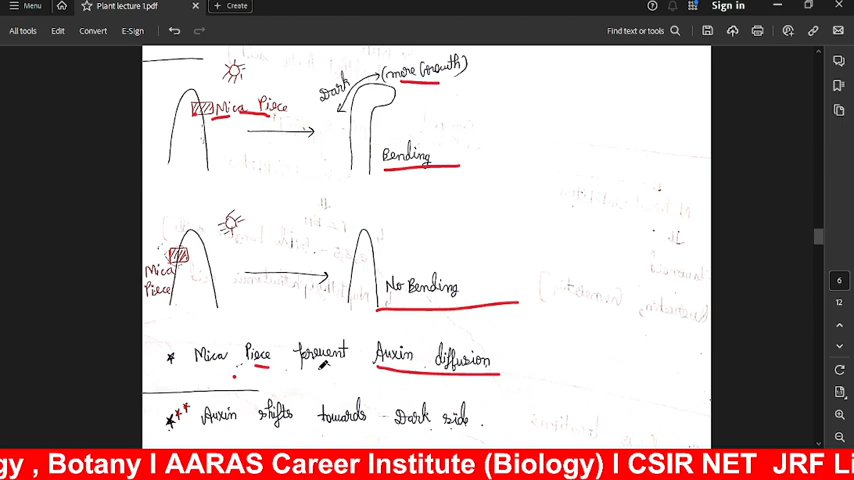 Menu
Plant lecture 1.pdf
Create
Sign in
All tools
Edit
Convert
E-Sign
Find text or tools
Dark
(more Growth)
Mica Piece
Bending
Mica
Piece
No Bending
* Mica Piece prevent Auxin diffusion
*** Auxin shifts towards Dark side.
6
12
gy , Botany I AARAS Career Institute (Biology) I CSIR NET JRF Li